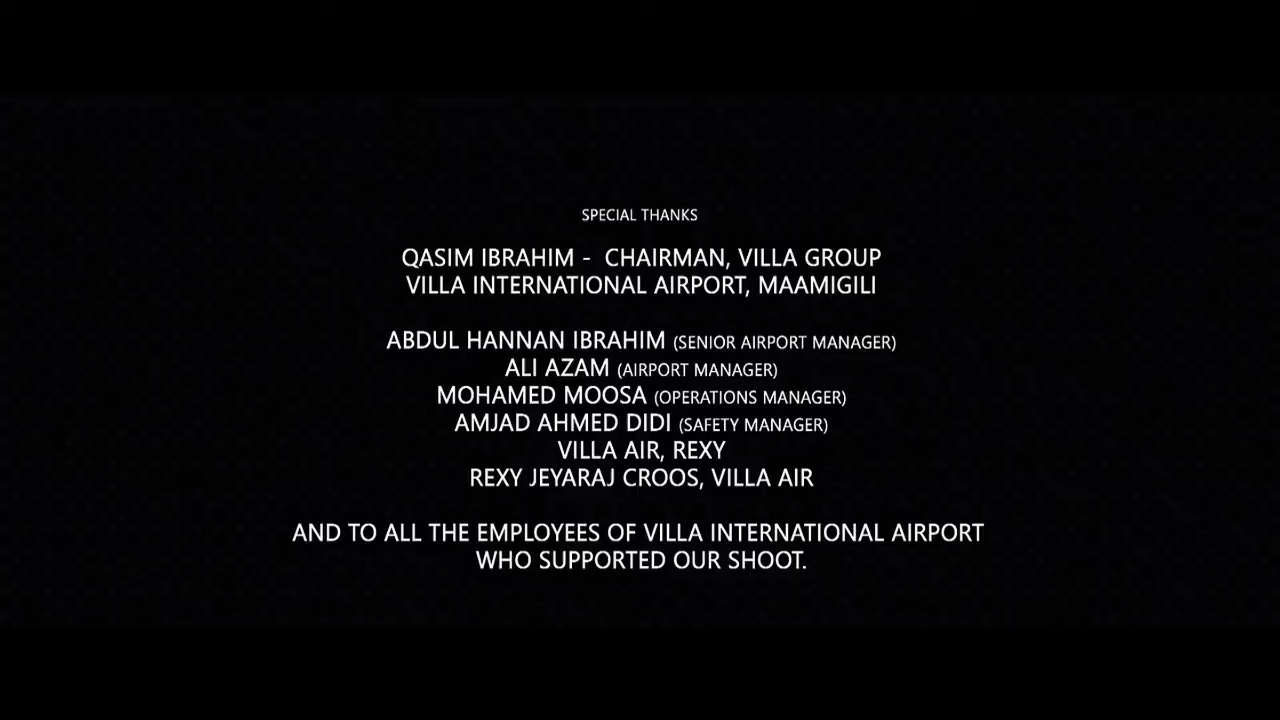 SPECIAL THANKS
QASIM IBRAHIM - CHAIRMAN, VILLA GROUP
VILLA INTERNATIONAL AIRPORT, MAAMIGILI
ABDUL HANNAN IBRAHIM (SENIOR AIRPORT MANAGER)
ALI AZAM (AIRPORT MANAGER)
MOHAMED MOOSA (OPERATIONS MANAGER)
AMJAD AHMED DIDI (SAFETY MANAGER)
VILLA AIR, REXY
REXY JEYARAJ CROOS, VILLA AIR
AND TO ALL THE EMPLOYEES OF VILLA INTERNATIONAL AIRPORT
WHO SUPPORTED OUR SHOOT.